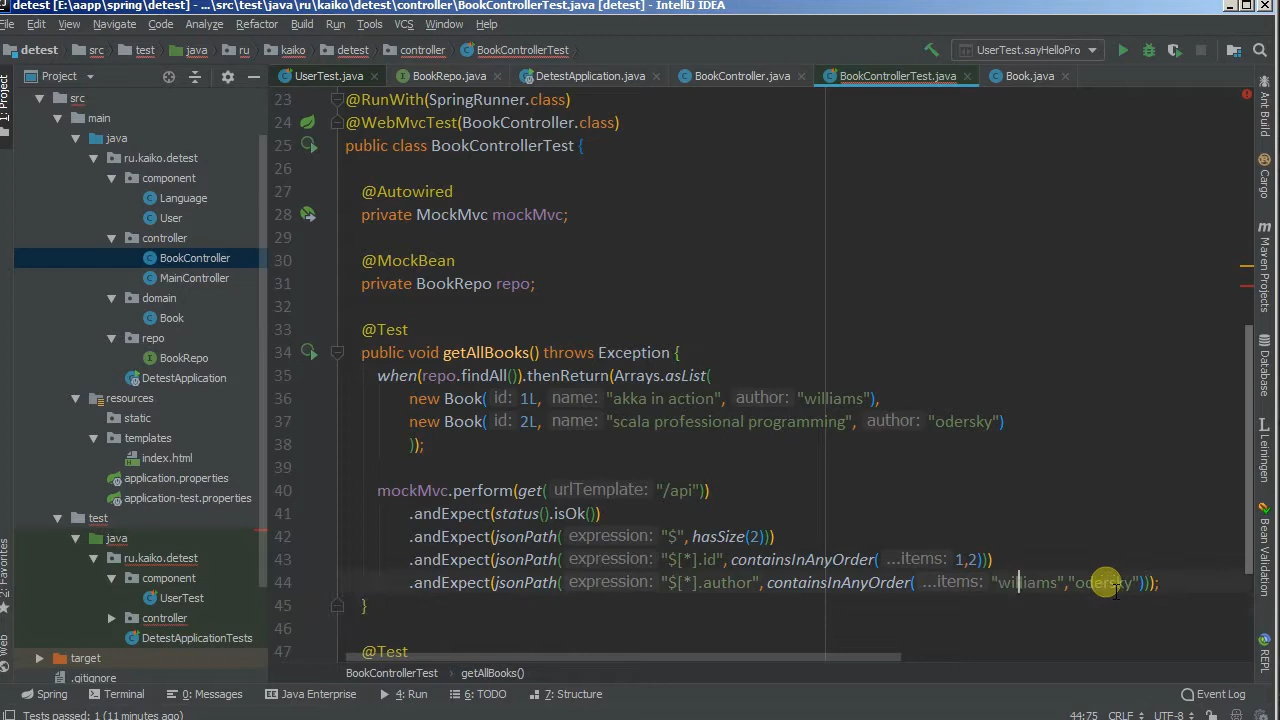 detest [E:\aapp\spring\detest] - ...\src\test\java\ru\kaiko\detest\controller\BookControllerTest.java [detest] - IntelliJ IDEA
File Edit View Navigate Code Analyze Refactor Build Run Tools VCS Window Help
detest src test java ru kaiko detest controller BookControllerTest UserTest.sayHelloPro
Project UserTest.java BookRepo.java DetestApplication.java BookController.java BookControllerTest.java Book.java
1: Project
src
main
java
ru.kaiko.detest
component
Language
User
controller
BookController
MainController
domain
Book
repo
BookRepo
DetestApplication
resources
static
templates
index.html
application.properties
application-test.properties
test
java
ru.kaiko.detest
component
UserTest
controller
DetestApplicationTests
target
.gitignore
23 @RunWith(SpringRunner.class)
24 @WebMvcTest(BookController.class)
25 public class BookControllerTest {
26
27 @Autowired
28 private MockMvc mockMvc;
29
30 @MockBean
31 private BookRepo repo;
32
33 @Test
34 public void getAllBooks() throws Exception {
35 when(repo.findAll()).thenReturn(Arrays.asList(
36 new Book( id: 1L, name: "akka in action", author: "williams"),
37 new Book( id: 2L, name: "scala professional programming", author: "odersky")
38 ));
39
40 mockMvc.perform(get( urlTemplate: "/api"))
41 .andExpect(status().isOk())
42 .andExpect(jsonPath( expression: "$", hasSize(2)))
43 .andExpect(jsonPath( expression: "$[*].id", containsInAnyOrder( ...items: 1,2)))
44 .andExpect(jsonPath( expression: "$[*].author", containsInAnyOrder( ...items: "williams","odersky")));
45 }
46
47 @Test
BookControllerTest getAllBooks()
Ant Build
Cargo
Maven Projects
Database
Leiningen
Bean Validation
REPL
7: Structure
2: Favorites
Web
Spring Terminal 0: Messages Java Enterprise 4: Run 6: TODO 7: Structure Event Log
Tests passed: 1 (11 minutes ago) 44:75 CRLF UTF-8